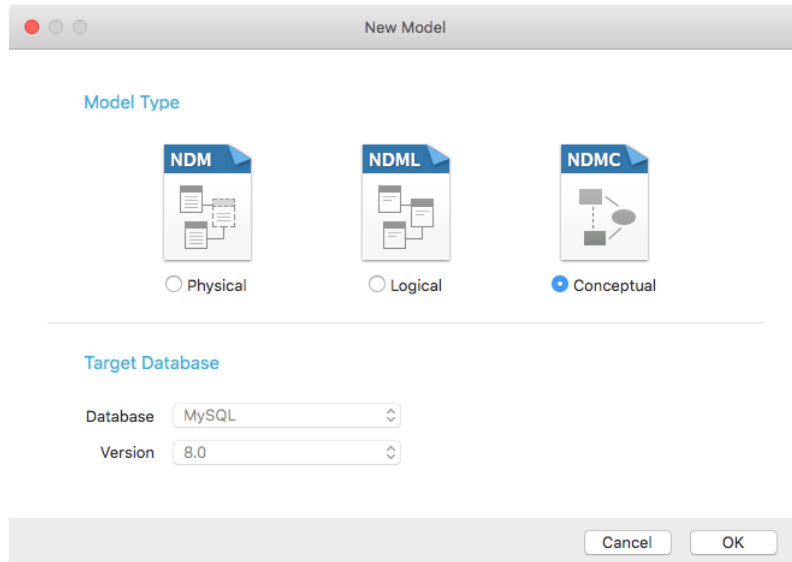 New Model
Model Type
NDM NDML NDMC
Physical Logical Conceptual
Target Database
Database MySQL
Version 8.0
Cancel OK